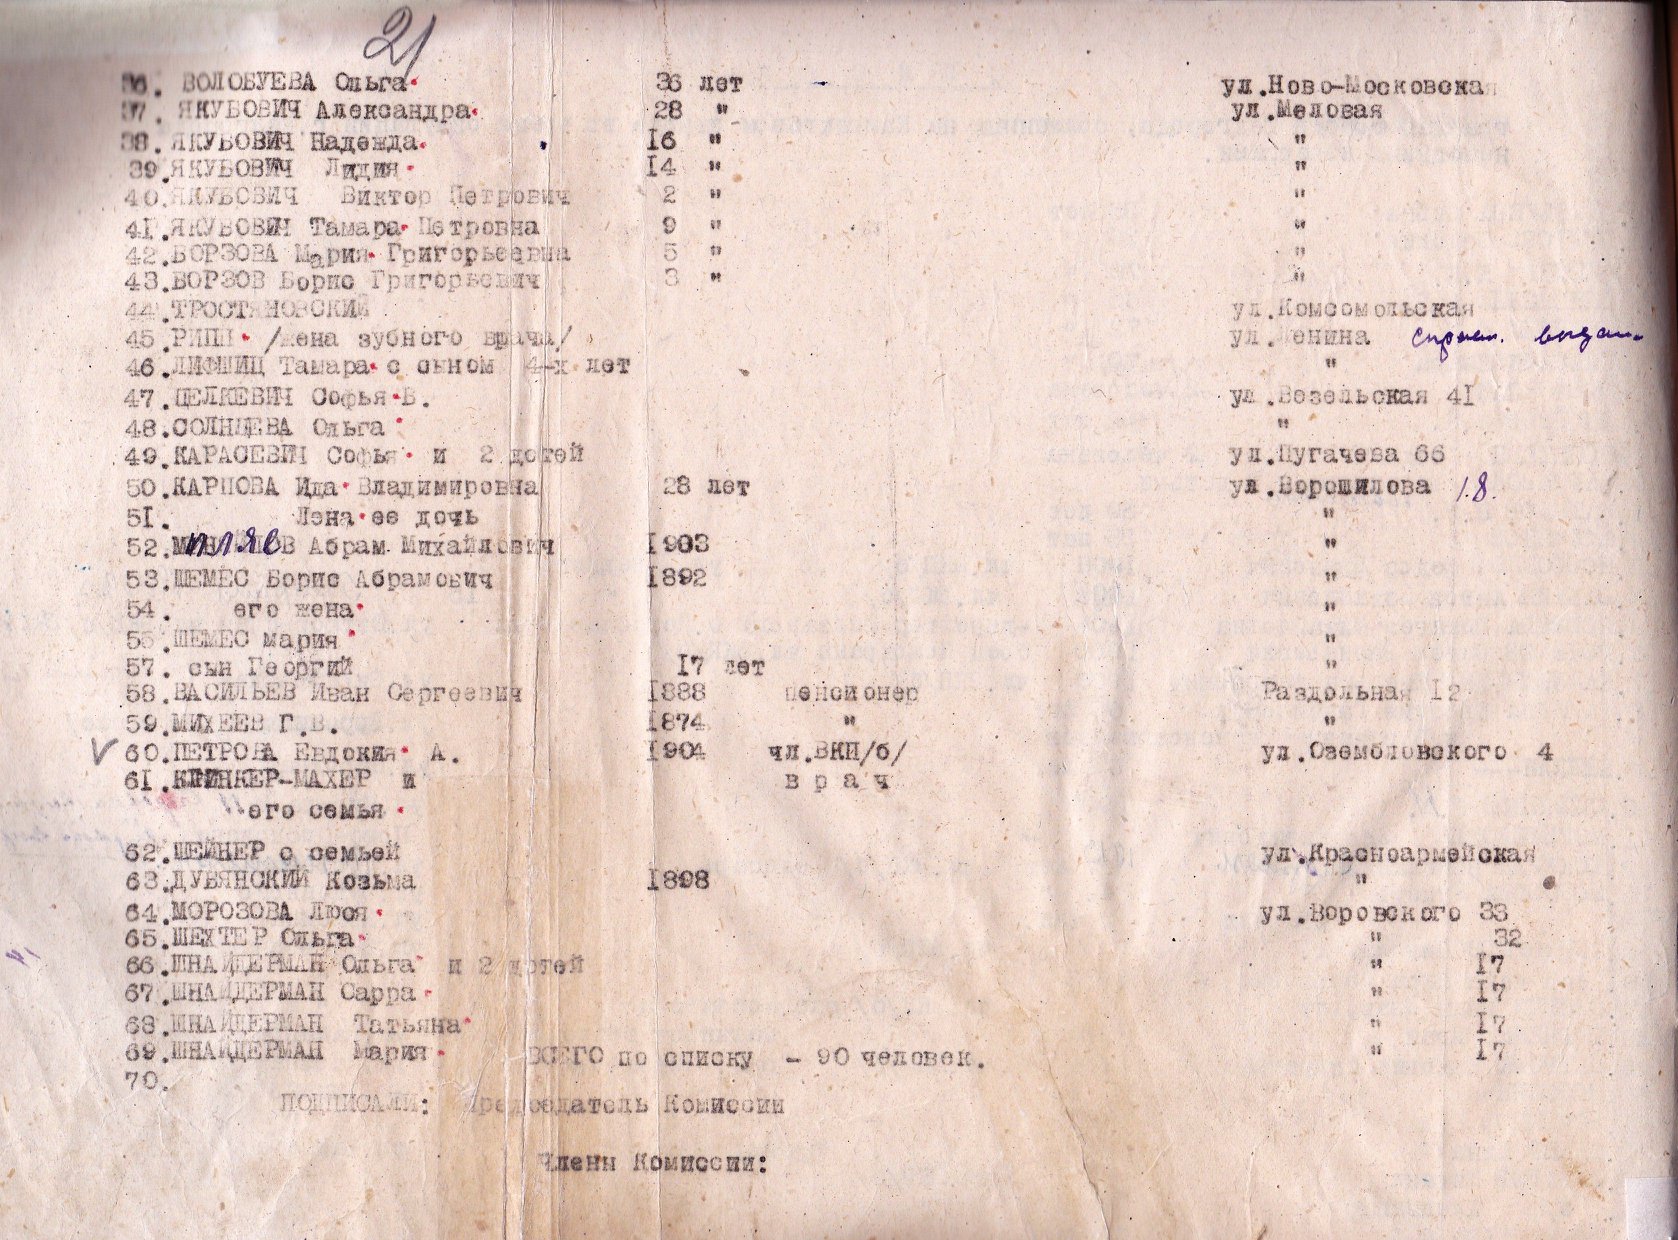 21
36. ВОЛОБУЕВА Ольга 36 лет - ул.Ново-Московская
37. ЯКУБОВИЧ Александра 28 " ул.Меловая
38. ЯКУБОВИЧ Надежда 16 " "
39.ЯКУБОВИЧ Лидия 14 " "
40.ЯКУБОВИЧ Виктор Петрович 2 " "
41.ЯКУБОВИЧ Тамара Петровна 9 " "
42.БОРЗОВА Мария Григорьеевна 5 " "
43.БОРЗОВ Борис Григорьевич 3 " "
44.ТРОСТЯНОВСКИЙ ул.Комсомольская
45.РИПП /жена зубного врача/ ул.Ленина
46.ЛИФШИЦ Тамара с сыном 4-х лет "
47.ЦЕЛКЕВИЧ Софья В. ул.Везельская 41
48.СОЛНЦЕВА Ольга "
49.КАРАСЕВИЧ Софья и 2 детей ул.Пугачева 66
50.КАРПОВА Ида Владимировна 28 лет ул.Ворошилова 18.
51. Лена ее дочь "
52. Абрам Михайлович 1903 "
53.ШЕМЕС Борис Абрамович 1892 "
54. его жена "
55.ШЕМЕС мария "
57. сын Георгий 17 лет "
58.ВАСИЛЬЕВ Иван Сергеевич 1888 пенсионер Раздольная 12
59.МИХЕЕВ Г.В. 1874 " "
V 60.ПЕТРОВА Евдокия А. 1904 чл.ВКП/б/ ул.Озембловского 4
61.КЛИНКЕР-МАХЕР и в р а ч
его семья
62.ШЕЙНЕР с семьей ул.Красноармейская
63.ДУБЯНСКИЙ Козьма 1898 "
64.МОРОЗОВА Люся ул.Воровского 33
65.ШЕХТЕР Ольга " 32
66.ШНАЙДЕРМАН Ольга и 2 детей " 17
67.ШНАЙДЕРМАН Сарра " 17
68.ШНАЙДЕРМАН Татьяна " 17
69.ШНАЙДЕРМАН Мария ВСЕГО по списку - 90 человек. " 17
70.
ПОДПИСАЛИ: Председатель Комиссии
Члены Комиссии: